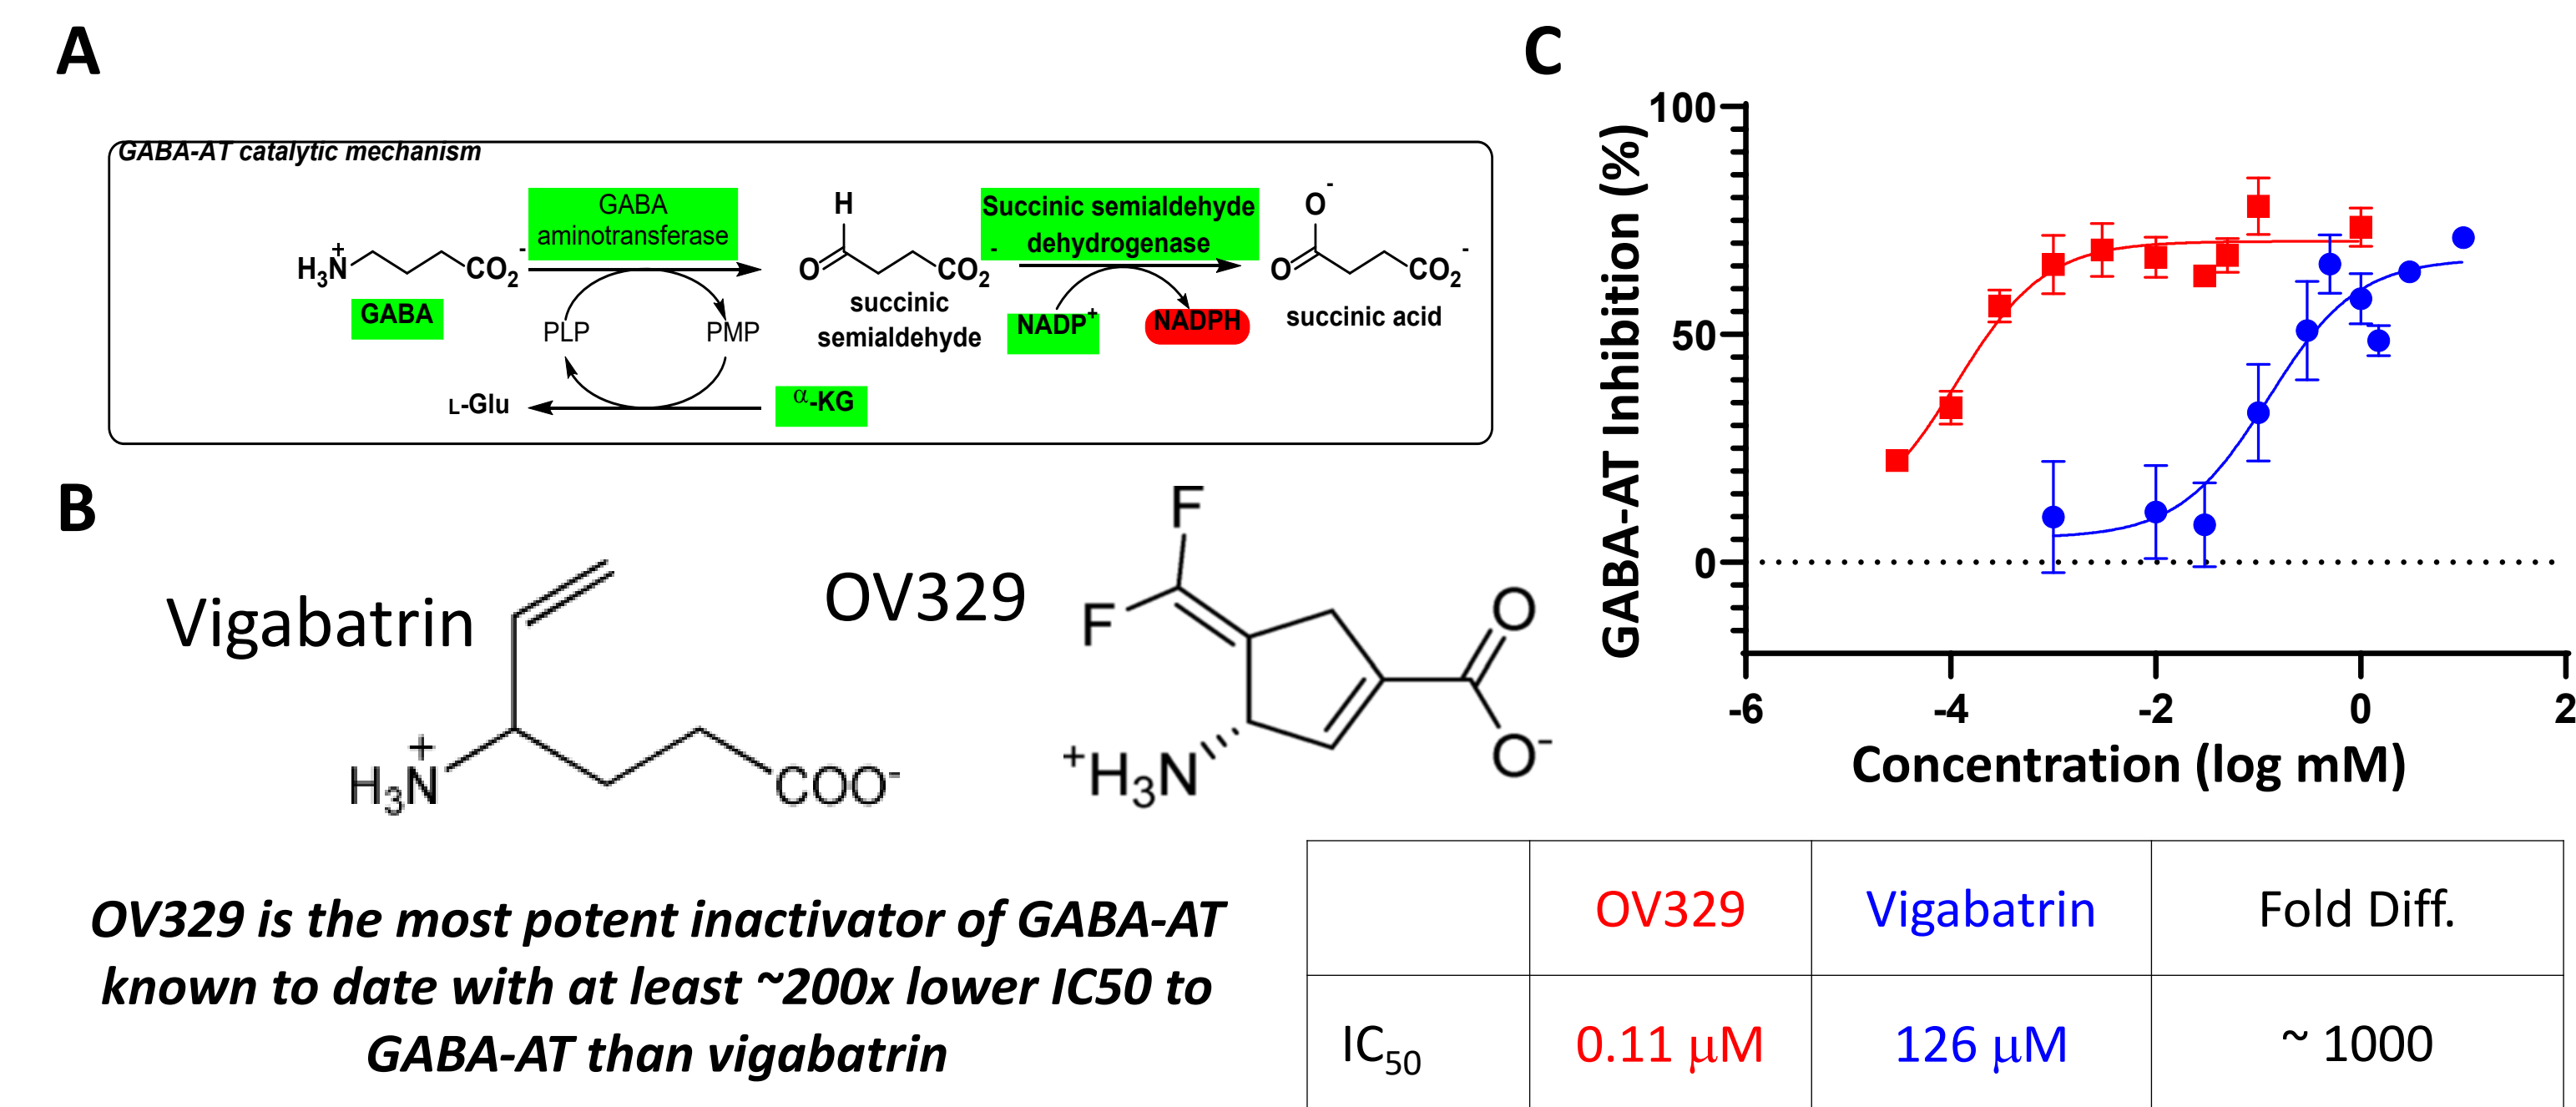 A
GABA-AT catalytic mechanism
H₃N⁺
CO₂⁻
GABA
GABA
aminotransferase
PLP
PMP
L-Glu
α-KG
H
O
CO₂⁻
succinic
semialdehyde
Succinic semialdehyde
dehydrogenase
NADP⁺
NADPH
O⁻
O
CO₂⁻
succinic acid
B
Vigabatrin
H₃N⁺
COO⁻
OV329
F
F
⁺H₃N
O
O⁻
OV329 is the most potent inactivator of GABA-AT
known to date with at least ~200x lower IC50 to
GABA-AT than vigabatrin
C
GABA-AT Inhibition (%)
100
50
0
-6
-4
-2
0
2
Concentration (log mM)
OV329 Vigabatrin Fold Diff.
IC₅₀ 0.11 μM 126 μM ~ 1000